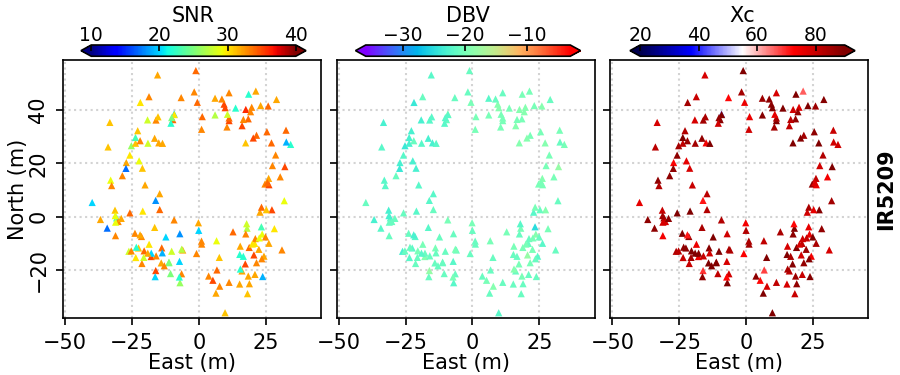 SNR
10 20 30 40
DBV
−30 −20 −10
Xc
20 40 60 80
North (m)
40
20
0
−20
−50 −25 0 25
East (m)
−50 −25 0 25
East (m)
−50 −25 0 25
East (m)
IR5209